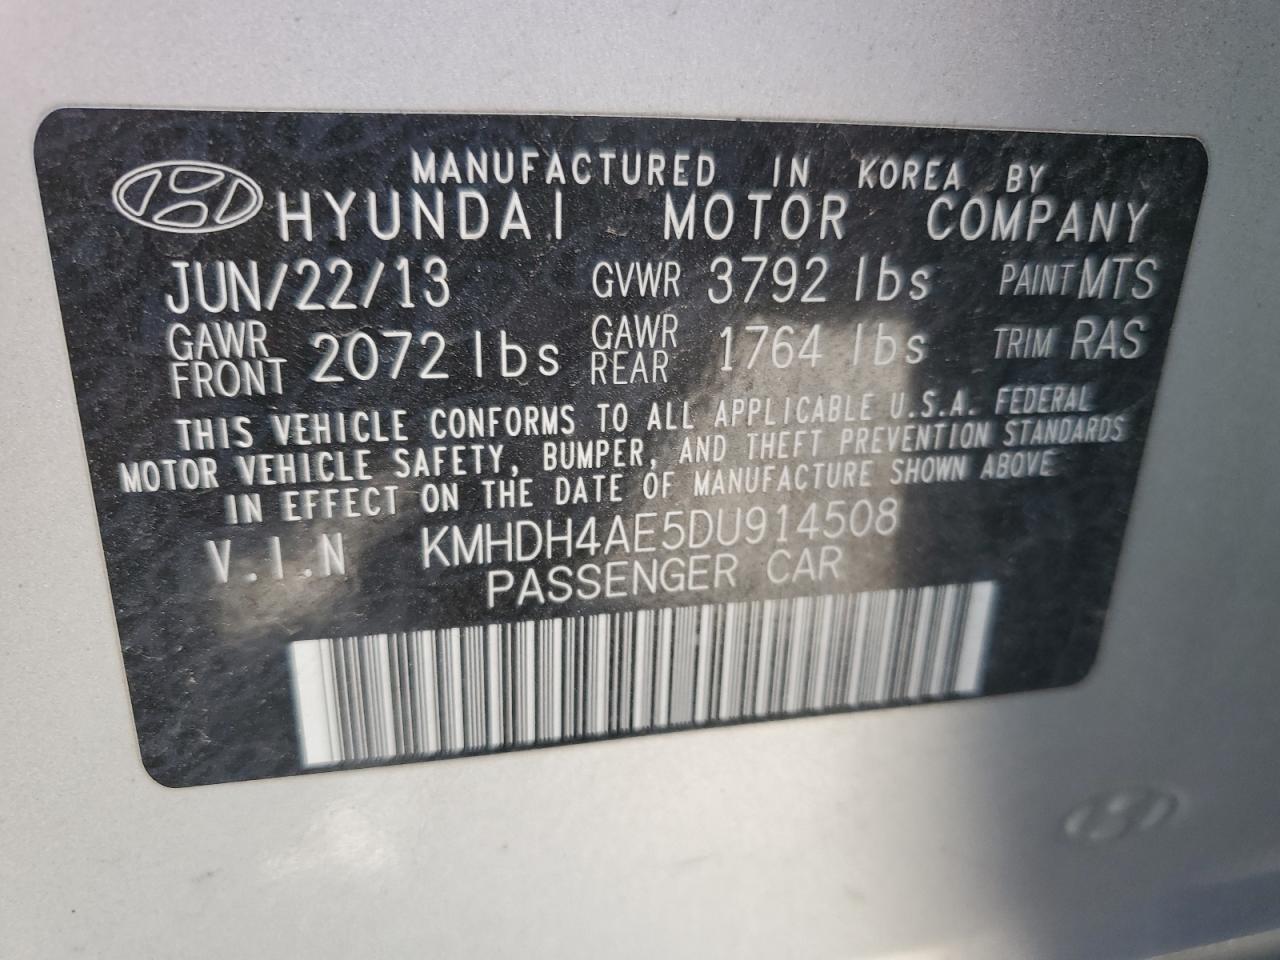 MANUFACTURED IN KOREA BY
HYUNDAI MOTOR COMPANY
JUN/22/13 GVWR 3792 lbs PAINT MTS
GAWR FRONT 2072 lbs GAWR REAR 1764 lbs TRIM RAS
THIS VEHICLE CONFORMS TO ALL APPLICABLE U.S.A. FEDERAL
MOTOR VEHICLE SAFETY, BUMPER, AND THEFT PREVENTION STANDARDS
IN EFFECT ON THE DATE OF MANUFACTURE SHOWN ABOVE
V.I.N KMHDH4AE5DU914508
PASSENGER CAR